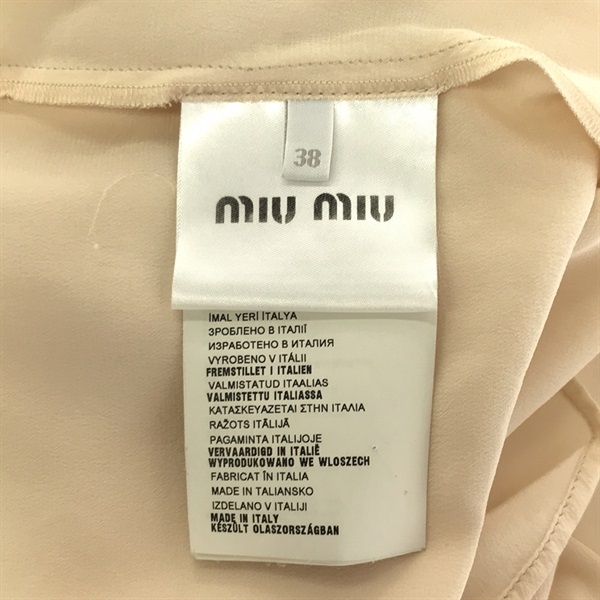 38
miu miu
İMAL YERİ İTALYA
ЗРОБЛЕНО В ІТАЛІЇ
ИЗРАБОТЕНО В ИТАЛИЯ
VYROBENO V ITÁLII
FREMSTILLET I ITALIEN
VALMISTATUD ITAALIAS
VALMISTETTU ITALIASSA
ΚΑΤΑΣΚΕΥΑΖΕΤΑΙ ΣΤΗΝ ΙΤΑΛΙΑ
RAŽOTS ITĀLIJĀ
PAGAMINTA ITALIJOJE
VERVAARDIGD IN ITALIË
WYPRODUKOWANO WE WLOSZECH
FABRICAT ÎN ITALIA
MADE IN TALIANSKO
IZDELANO V ITALIJI
MADE IN ITALY
KÉSZÜLT OLASZORSZÁGBAN